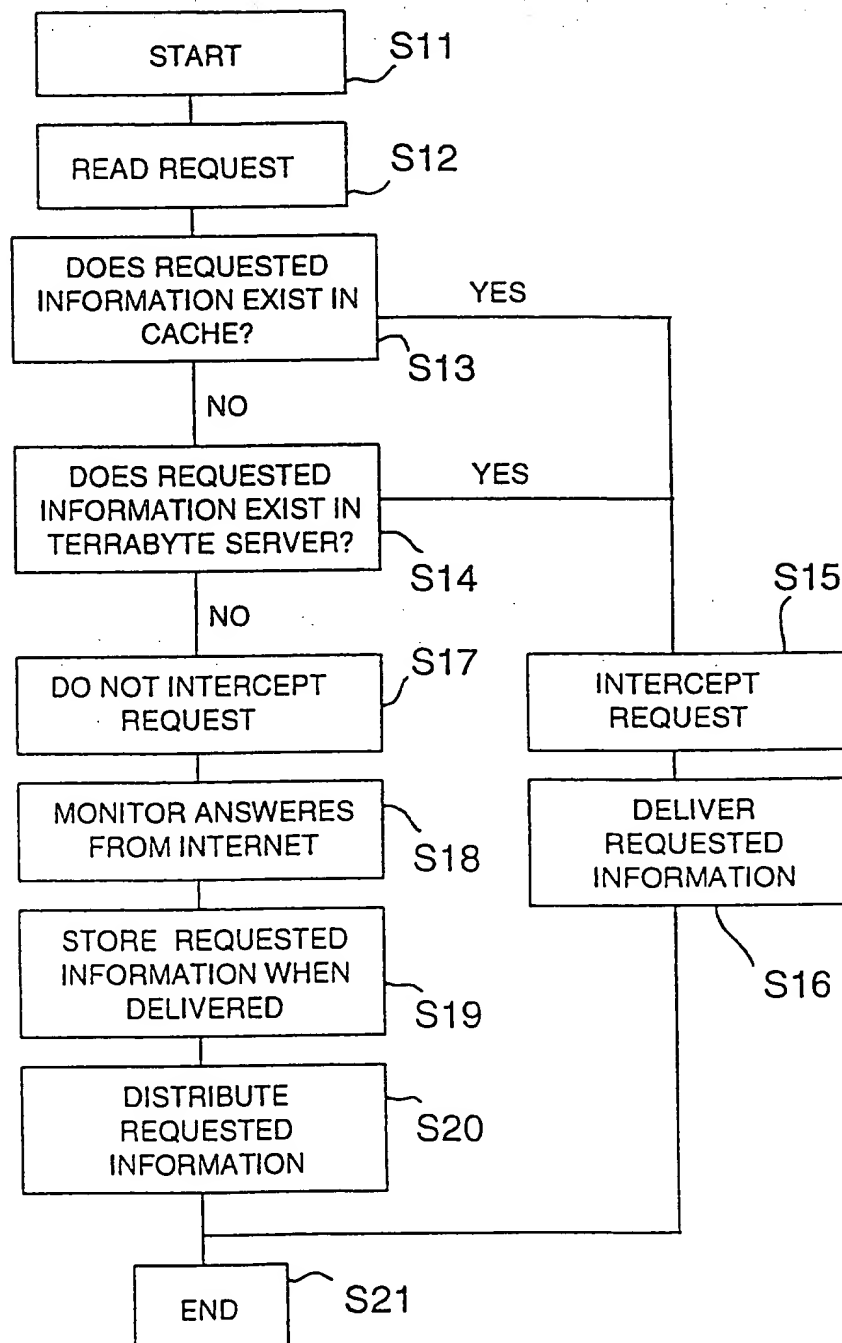 START
S11
READ REQUEST
S12
DOES REQUESTED
INFORMATION EXIST IN
CACHE?
YES
S13
NO
DOES REQUESTED
INFORMATION EXIST IN
TERRABYTE SERVER?
YES
S14
NO
S15
DO NOT INTERCEPT
REQUEST
S17
INTERCEPT
REQUEST
MONITOR ANSWERES
FROM INTERNET
S18
DELIVER
REQUESTED
INFORMATION
S16
STORE REQUESTED
INFORMATION WHEN
DELIVERED
S19
DISTRIBUTE
REQUESTED
INFORMATION
S20
END
S21